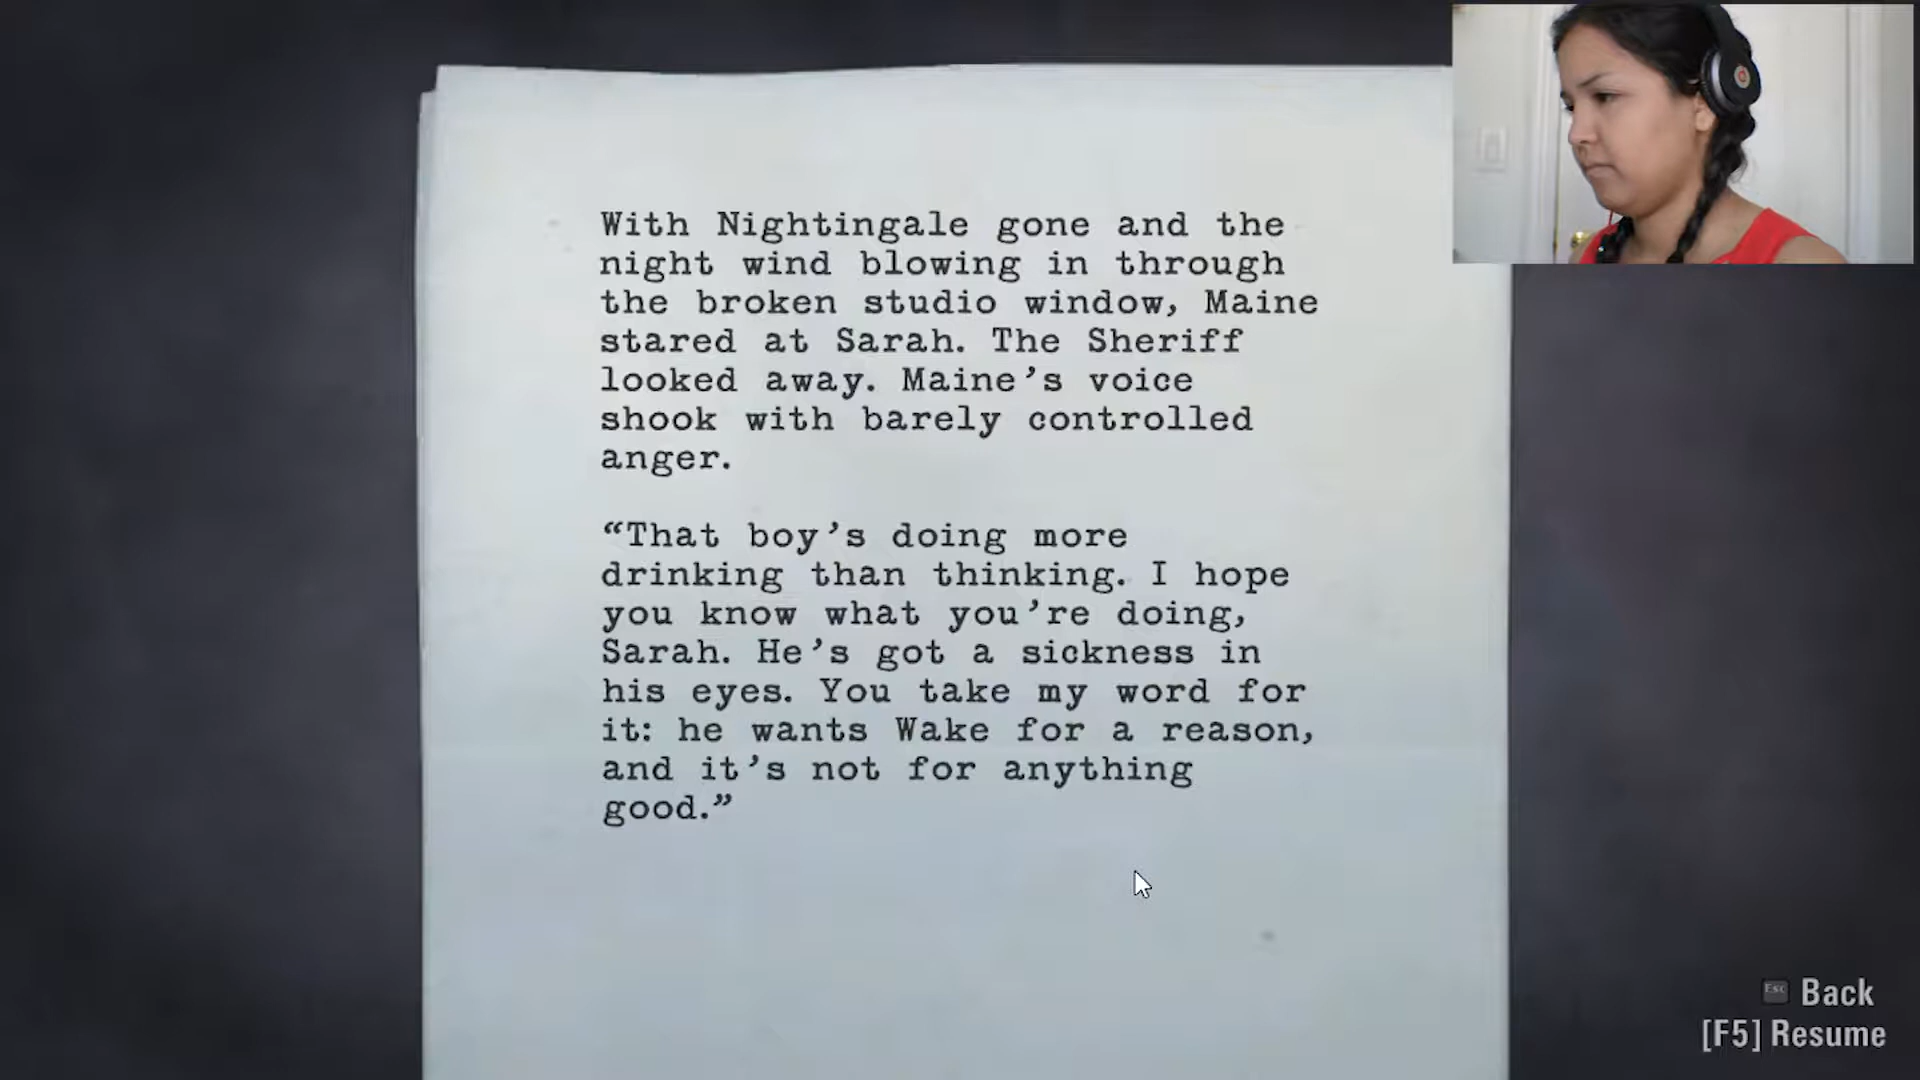 With Nightingale gone and the
night wind blowing in through
the broken studio window, Maine
stared at Sarah. The Sheriff
looked away. Maine’s voice
shook with barely controlled
anger.
“That boy’s doing more
drinking than thinking. I hope
you know what you’re doing,
Sarah. He’s got a sickness in
his eyes. You take my word for
it: he wants Wake for a reason,
and it’s not for anything
good.”
Esc Back
[F5] Resume